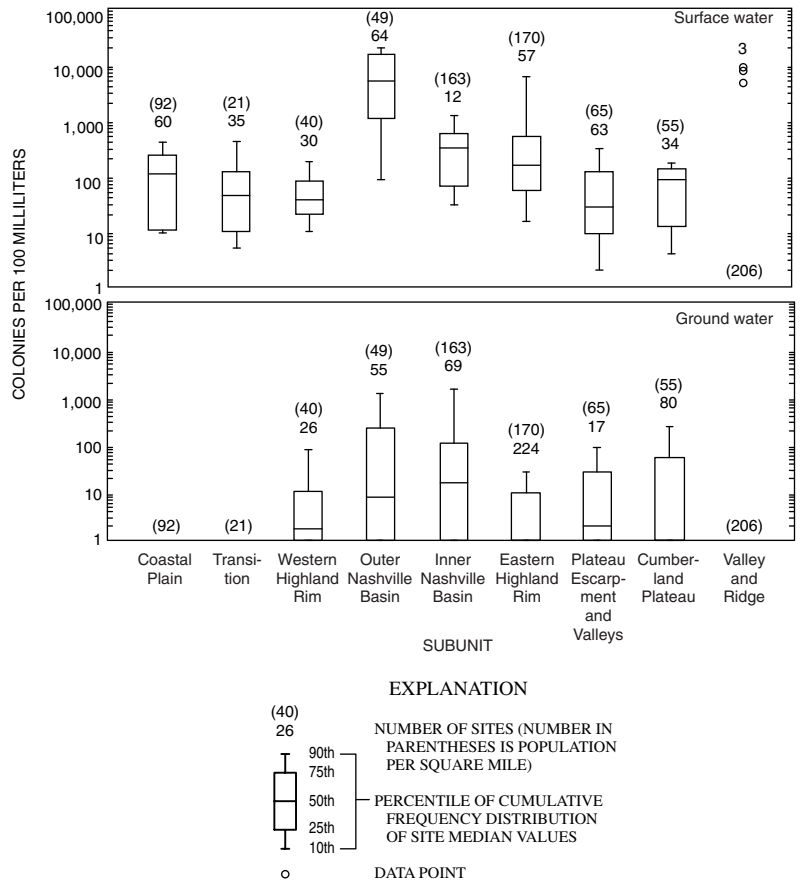 COLONIES PER 100 MILLILITERS
Surface water
100,000
10,000
1,000
100
10
1
(92)
60
(21)
35
(40)
30
(49)
64
(163)
12
(170)
57
(65)
63
(55)
34
3
(206)
Ground water
100,000
10,000
1,000
100
10
1
(92)
(21)
(40)
26
(49)
55
(163)
69
(170)
224
(65)
17
(55)
80
(206)
Coastal
Plain
Transi-
tion
Western
Highland
Rim
Outer
Nashville
Basin
Inner
Nashville
Basin
Eastern
Highland
Rim
Plateau
Escarp-
ment
and
Valleys
Cumber-
land
Plateau
Valley
and
Ridge
SUBUNIT
EXPLANATION
(40)
26
NUMBER OF SITES (NUMBER IN
PARENTHESES IS POPULATION
PER SQUARE MILE)
90th
75th
50th
25th
10th
PERCENTILE OF CUMULATIVE
FREQUENCY DISTRIBUTION
OF SITE MEDIAN VALUES
DATA POINT